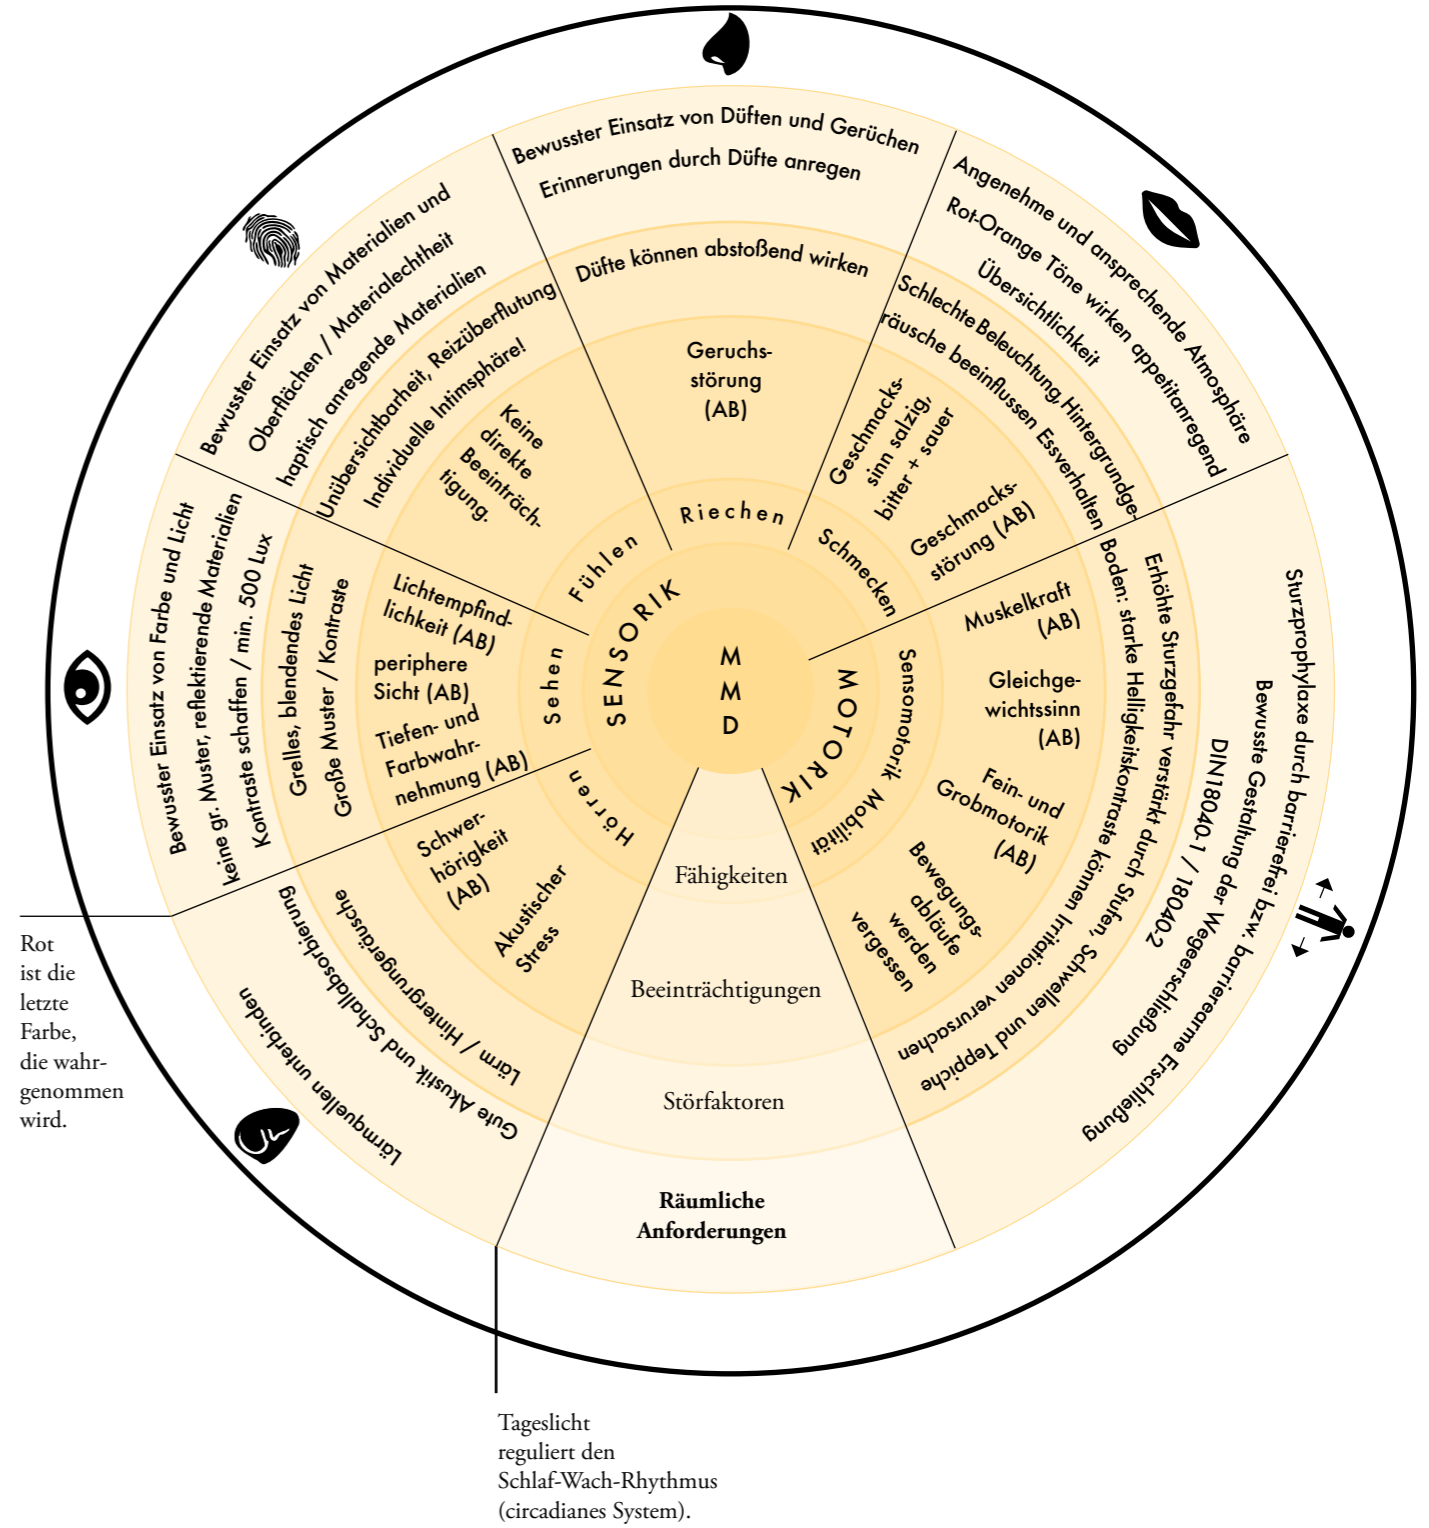 Bewusster Einsatz von Düften und Gerüchen
Erinnerungen durch Düfte anregen
Düfte können abstoßend wirken
Geruchs-
störung
(AB)
Riechen
Angenehme und ansprechende Atmosphäre
Rot-Orange Töne wirken appetitanregend
Übersichtlichkeit
Schlechte Beleuchtung, Hintergrundge-
räusche beeinflussen Essverhalten
Geschmacks-
sinn salzig,
bitter + sauer
Geschmacks-
störung (AB)
Schmecken
Bewusster Einsatz von Materialien und
Oberflächen / Materialechtheit
haptisch anregende Materialien
Unübersichtbarheit, Reizüberflutung
Individuelle Intimsphäre!
Keine
direkte
Beeinträch-
tigung.
Fühlen
Bewusster Einsatz von Farbe und Licht
keine gr. Muster, reflektierende Materialien
Kontraste schaffen / min. 500 Lux
Grelles, blendendes Licht
Große Muster / Kontraste
Lichtempfind-
lichkeit (AB)
periphere
Sicht (AB)
Tiefen- und
Farbwahr-
nehmung (AB)
Sehen
SENSORIK
M
M
D
MOTORIK
Sensomotorik Mobilität
Muskelkraft
(AB)
Gleichge-
wichtssinn
(AB)
Fein- und
Grobmotorik
(AB)
Bewegungs-
abläufe
werden
vergessen
Erhöhte Sturzgefahr verstärkt durch Stufen, Schwellen und Teppiche
Boden: starke Helligkeitskontraste können Irritationen verursachen
Sturzprophylaxe durch barrierefrei bzw. barrierearme Erschließung
Bewusste Gestaltung der Wegeerschließung
DIN18040-1 / 18040-2
Hörren
Schwer-
hörigkeit
(AB)
Akustischer
Stress
Lärm / Hintergrungeräusche
Gute Akustik und Schallabsorbierung
Lärmquellen unterbinden
Fähigkeiten
Beeinträchtigungen
Störfaktoren
Räumliche
Anforderungen
Rot
ist die
letzte
Farbe,
die wahr-
genommen
wird.
Tageslicht
reguliert den
Schlaf-Wach-Rhythmus
(circadianes System).